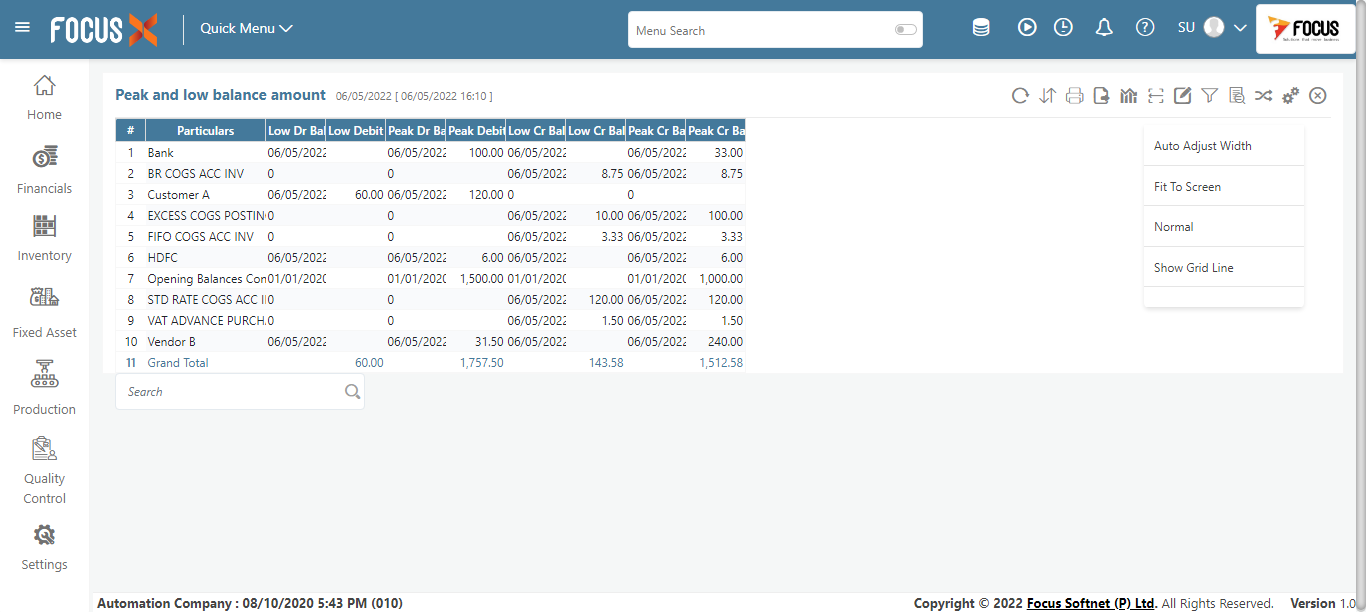 FOCUS X Quick Menu Menu Search SU FOCUS
Peak and low balance amount 06/05/2022 [ 06/05/2022 16:10 ]
# Particulars Low Dr Bal Low Debit Peak Dr Ba Peak Debit Low Cr Bal Low Cr Bal Peak Cr Ba Peak Cr Ba
1 Bank 06/05/2022 06/05/2022 100.00 06/05/2022 06/05/2022 33.00
2 BR COGS ACC INV 0 0 06/05/2022 8.75 06/05/2022 8.75
3 Customer A 06/05/2022 60.00 06/05/2022 120.00 0 0
4 EXCESS COGS POSTIN 0 0 06/05/2022 10.00 06/05/2022 100.00
5 FIFO COGS ACC INV 0 0 06/05/2022 3.33 06/05/2022 3.33
6 HDFC 06/05/2022 06/05/2022 6.00 06/05/2022 06/05/2022 6.00
7 Opening Balances Con 01/01/2020 01/01/2020 1,500.00 01/01/2020 01/01/2020 1,000.00
8 STD RATE COGS ACC I 0 0 06/05/2022 120.00 06/05/2022 120.00
9 VAT ADVANCE PURCH 0 0 06/05/2022 1.50 06/05/2022 1.50
10 Vendor B 06/05/2022 06/05/2022 31.50 06/05/2022 06/05/2022 240.00
11 Grand Total 60.00 1,757.50 143.58 1,512.58
Search
Auto Adjust Width
Fit To Screen
Normal
Show Grid Line
Home
Financials
Inventory
Fixed Asset
Production
Quality
Control
Settings
Automation Company : 08/10/2020 5:43 PM (010) Copyright © 2022 Focus Softnet (P) Ltd. All Rights Reserved. Version 1.0